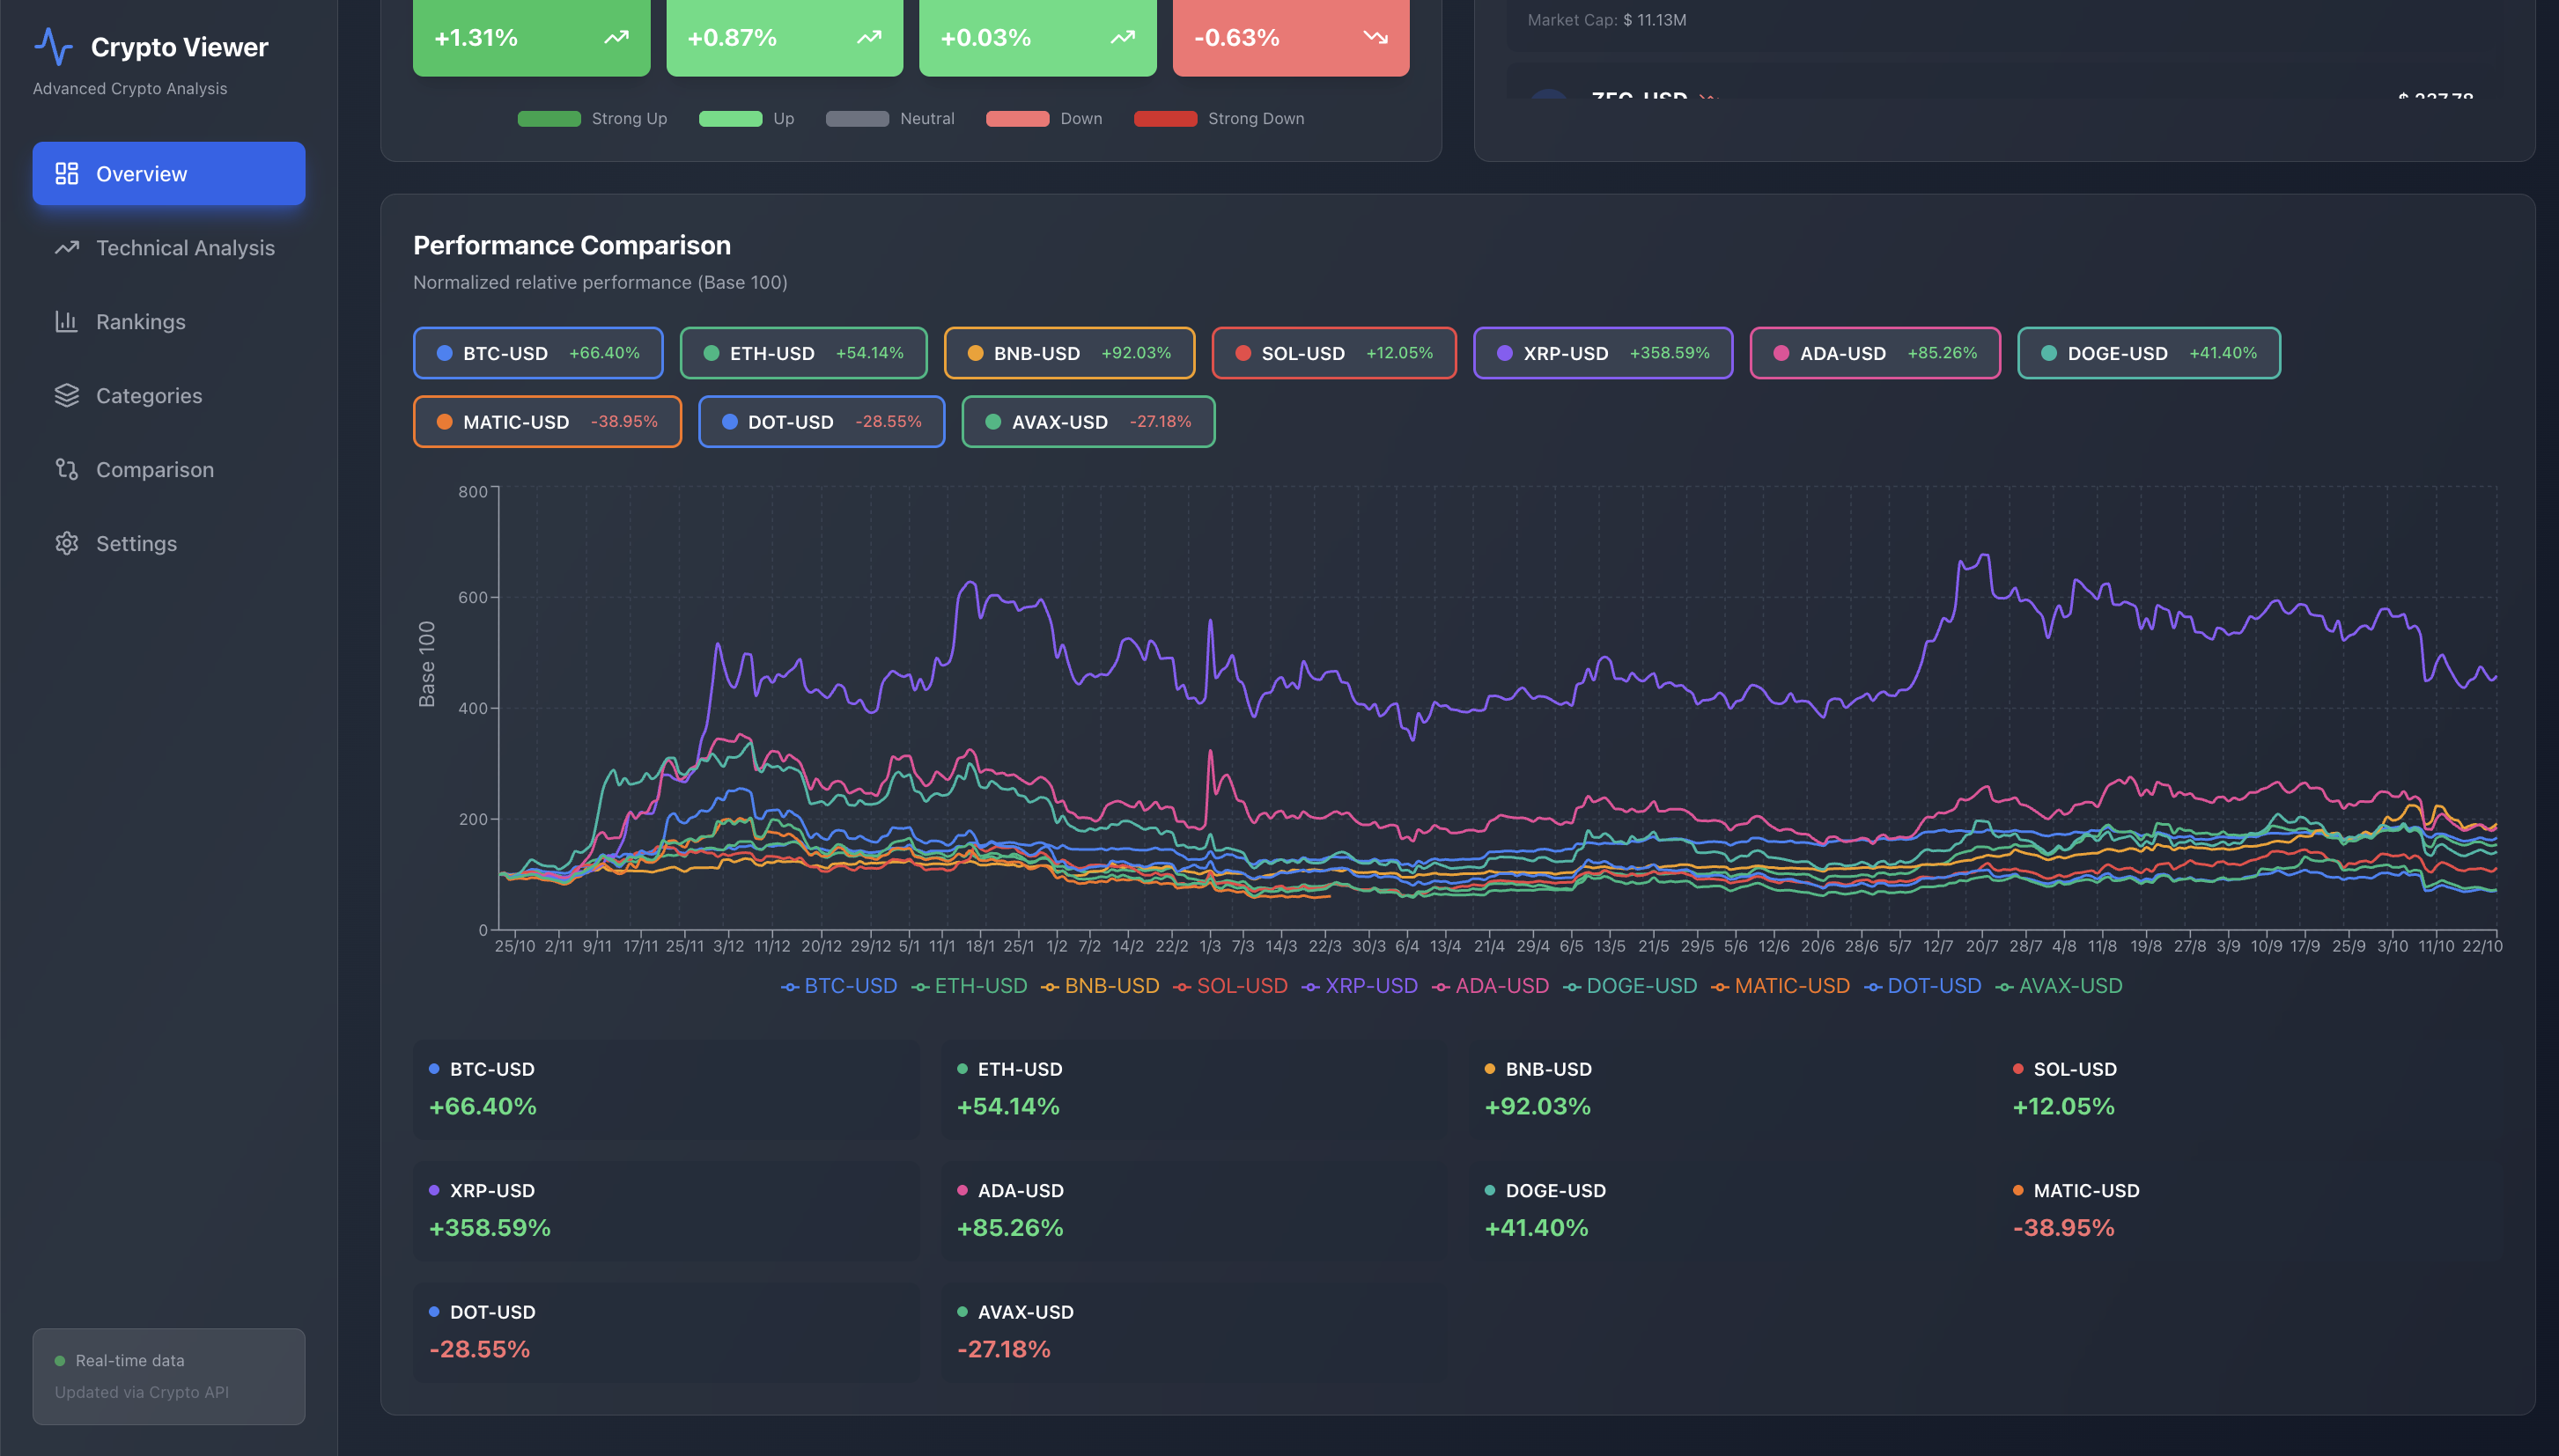 Crypto Viewer
Advanced Crypto Analysis
Overview
Technical Analysis
Rankings
Categories
Comparison
Settings
Real-time data
Updated via Crypto API
+1.31%
+0.87%
+0.03%
-0.63%
Strong Up
Up
Neutral
Down
Strong Down
Market Cap: $ 11.13M
ZEC-USD
$ 237.78
Performance Comparison
Normalized relative performance (Base 100)
BTC-USD +66.40%
ETH-USD +54.14%
BNB-USD +92.03%
SOL-USD +12.05%
XRP-USD +358.59%
ADA-USD +85.26%
DOGE-USD +41.40%
MATIC-USD -38.95%
DOT-USD -28.55%
AVAX-USD -27.18%
Base 100
800
600
400
200
0
25/10 2/11 9/11 17/11 25/11 3/12 11/12 20/12 29/12 5/1 11/1 18/1 25/1 1/2 7/2 14/2 22/2 1/3 7/3 14/3 22/3 30/3 6/4 13/4 21/4 29/4 6/5 13/5 21/5 29/5 5/6 12/6 20/6 28/6 5/7 12/7 20/7 28/7 4/8 11/8 19/8 27/8 3/9 10/9 17/9 25/9 3/10 11/10 22/10
BTC-USD ETH-USD BNB-USD SOL-USD XRP-USD ADA-USD DOGE-USD MATIC-USD DOT-USD AVAX-USD
BTC-USD
+66.40%
ETH-USD
+54.14%
BNB-USD
+92.03%
SOL-USD
+12.05%
XRP-USD
+358.59%
ADA-USD
+85.26%
DOGE-USD
+41.40%
MATIC-USD
-38.95%
DOT-USD
-28.55%
AVAX-USD
-27.18%